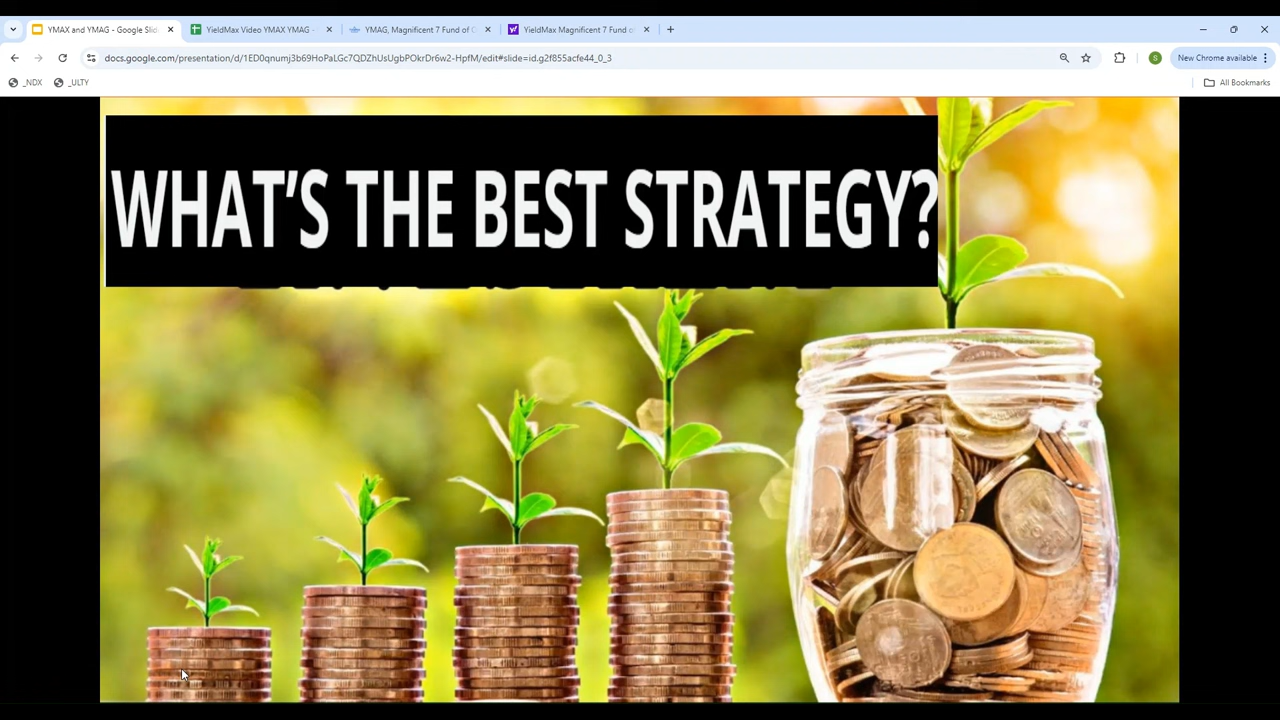 YMAX and YMAG - Google Slid
YieldMax Video YMAX YMAG -
YMAG, Magnificent 7 Fund of O
YieldMax Magnificent 7 Fund of
docs.google.com/presentation/d/1ED0qnumj3b69HoPaLGc7QDZhUsUgbPOkrDr6w2-HpfM/edit#slide=id.g2f855acfe44_0_3
S
New Chrome available
_NDX
_ULTY
All Bookmarks
WHAT'S THE BEST STRATEGY?